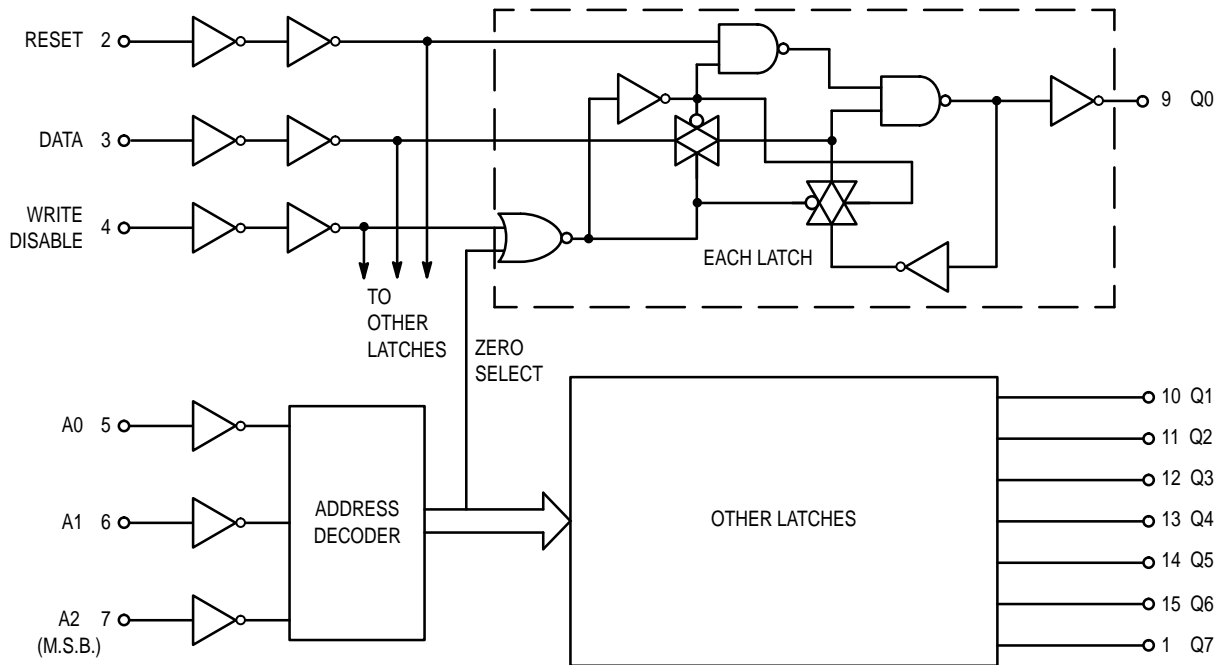 RESET 2
9 Q0
DATA 3
WRITE
DISABLE 4
EACH LATCH
TO
OTHER
LATCHES
ZERO
SELECT
10 Q1
A0 5
11 Q2
12 Q3
A1 6
ADDRESS
DECODER
OTHER LATCHES
13 Q4
14 Q5
15 Q6
A2 7
(M.S.B.)
1 Q7